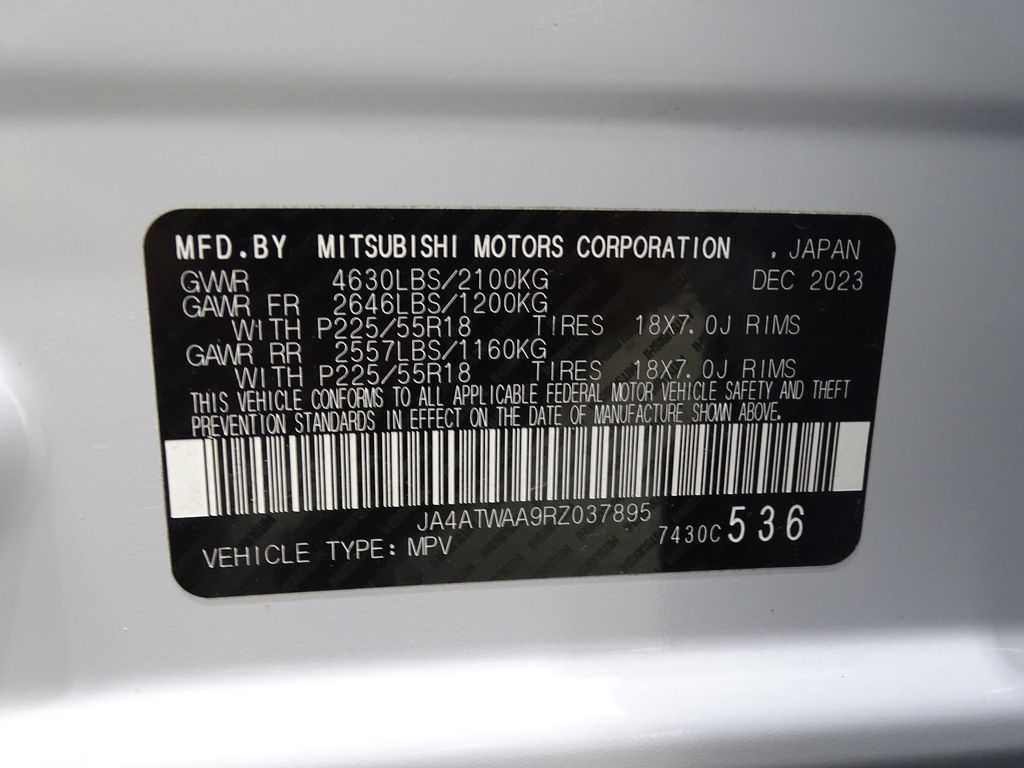 MFD.BY MITSUBISHI MOTORS CORPORATION , JAPAN
GVWR 4630LBS/2100KG DEC 2023
GAWR FR 2646LBS/1200KG
WITH P225/55R18 TIRES 18X7.0J RIMS
GAWR RR 2557LBS/1160KG
WITH P225/55R18 TIRES 18X7.0J RIMS
THIS VEHICLE CONFORMS TO ALL APPLICABLE FEDERAL MOTOR VEHICLE SAFETY AND THEFT
PREVENTION STANDARDS IN EFFECT ON THE DATE OF MANUFACTURE SHOWN ABOVE.
JA4ATWAA9RZ037895
7430C 536
VEHICLE TYPE: MPV